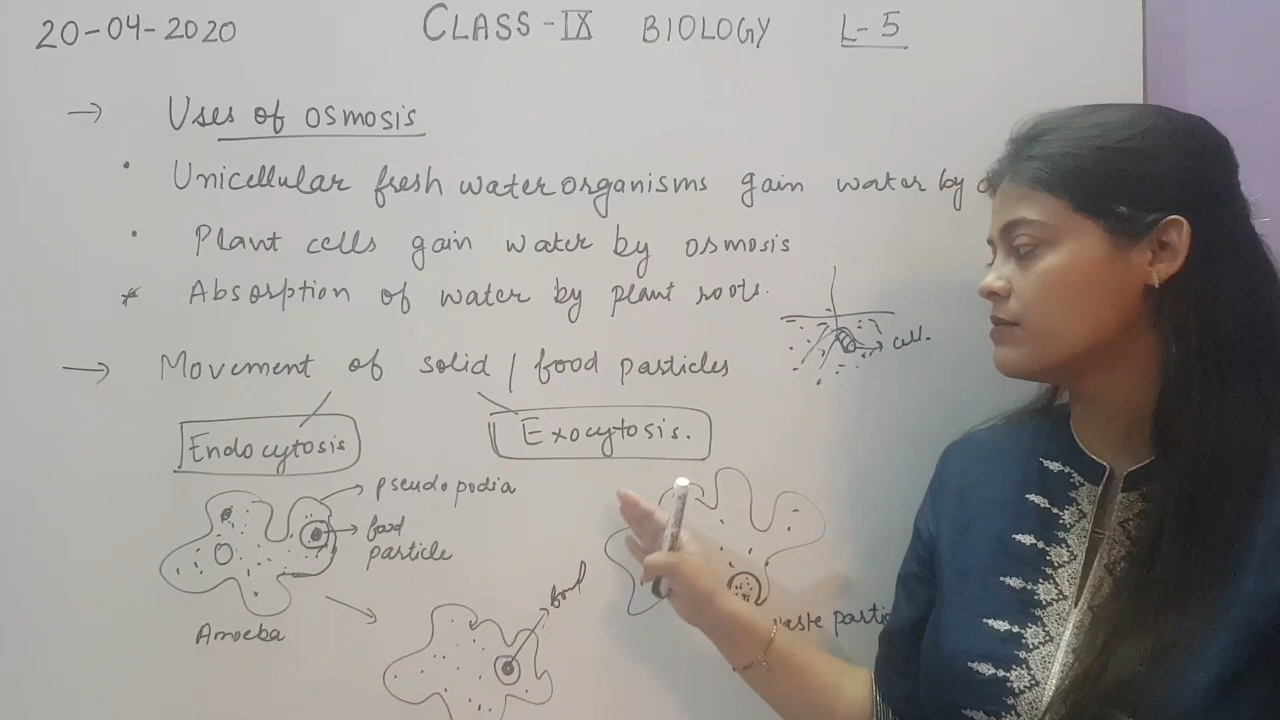 20-04-2020 CLASS-IX BIOLOGY L-5
→ Uses of osmosis
• Unicellular fresh water organisms gain water by
• Plant cells gain water by osmosis
* Absorption of water by plant roots.
cell.
→ Movement of solid / food particles
Endocytosis Exocytosis.
pseudopodia
food
particle
food
Amoeba